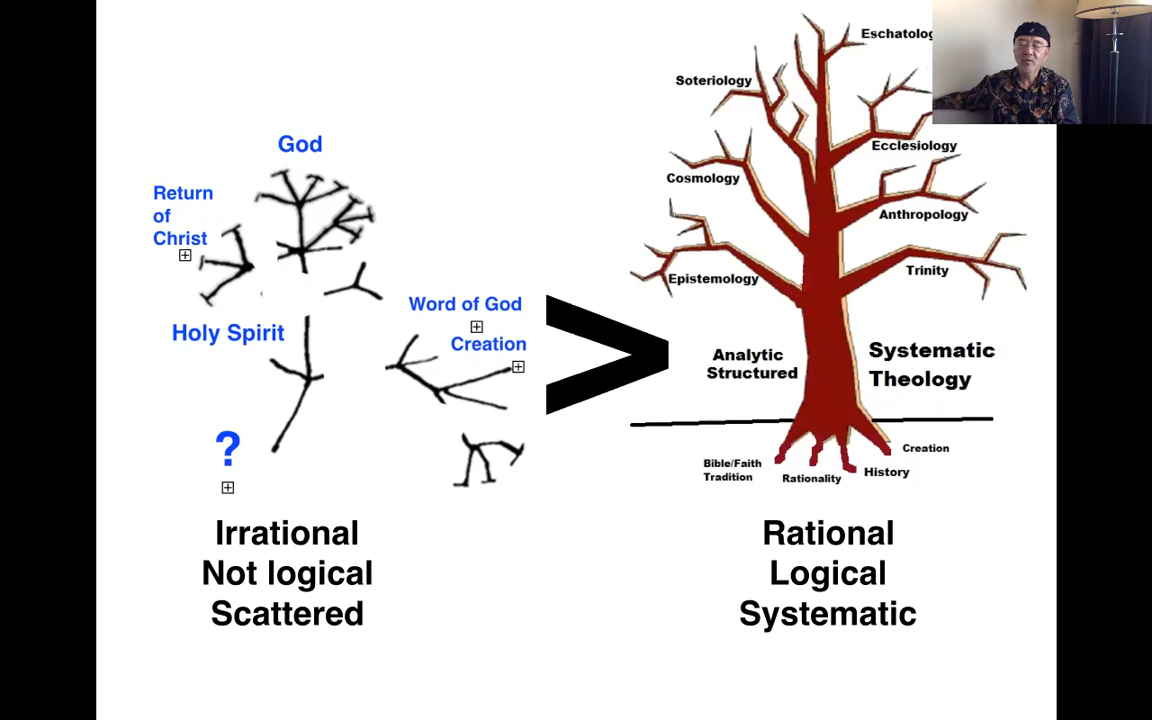 God
Return
of
Christ
Holy Spirit
Word of God
Creation
?
Irrational
Not logical
Scattered
>
Soteriology
Cosmology
Epistemology
Ecclesiology
Anthropology
Trinity
Analytic
Structured
Systematic
Theology
Bible/Faith
Tradition
Rationality
History
Creation
Rational
Logical
Systematic